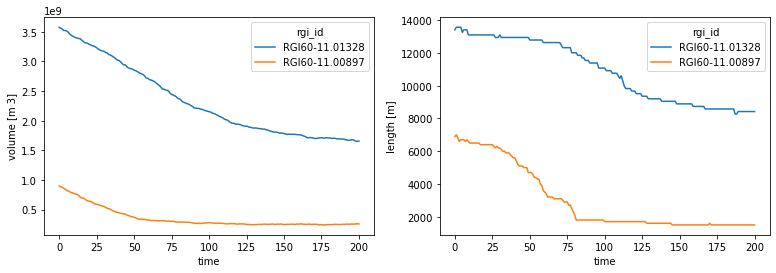 1e9
rgi_id
RGI60-11.01328
RGI60-11.00897
3.5
3.0
2.5
2.0
1.5
1.0
0.5
volume [m 3]
0 25 50 75 100 125 150 175 200
time
rgi_id
RGI60-11.01328
RGI60-11.00897
14000
12000
10000
8000
6000
4000
2000
length [m]
0 25 50 75 100 125 150 175 200
time